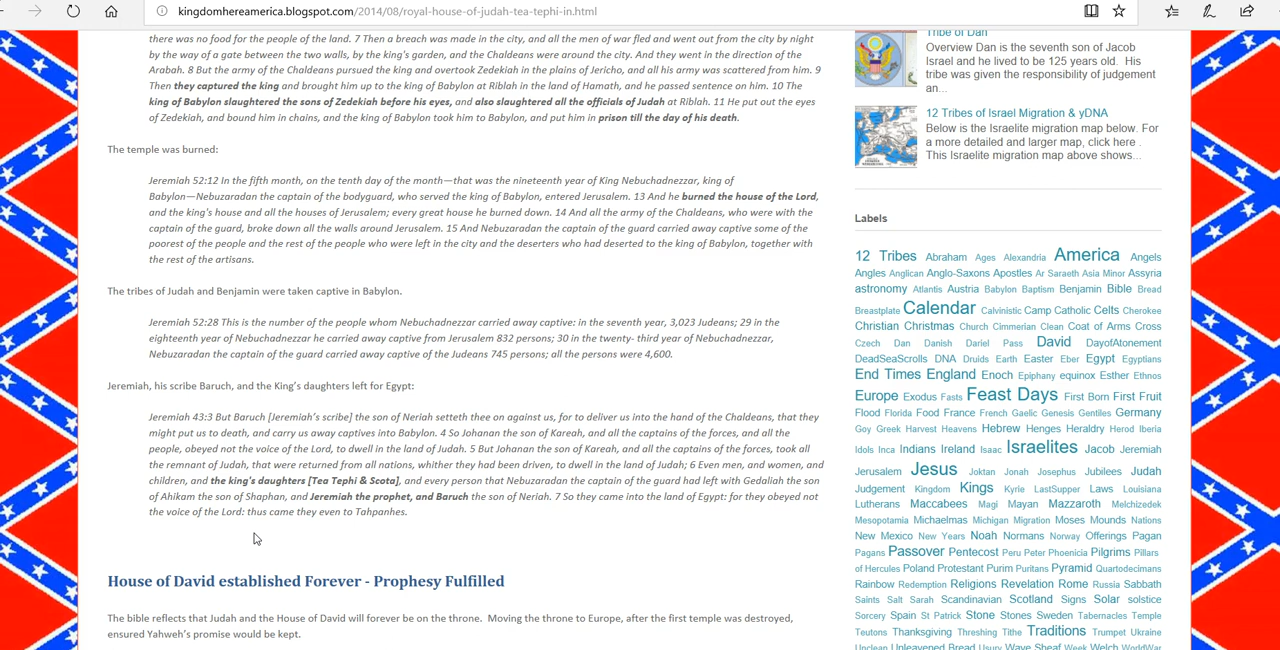 kingdomhereamerica.blogspot.com/2014/08/royal-house-of-judah-tea-tephi-in.html
there was no food for the people of the land. 7 Then a breach was made in the city, and all the men of war fled and went out from the city by night
by the way of a gate between the two walls, by the king's garden, and the Chaldeans were around the city. And they went in the direction of the
Arabah. 8 But the army of the Chaldeans pursued the king and overtook Zedekiah in the plains of Jericho, and all his army was scattered from him. 9
Then they captured the king and brought him up to the king of Babylon at Riblah in the land of Hamath, and he passed sentence on him. 10 The
king of Babylon slaughtered the sons of Zedekiah before his eyes, and also slaughtered all the officials of Judah at Riblah. 11 He put out the eyes
of Zedekiah, and bound him in chains, and the king of Babylon took him to Babylon, and put him in prison till the day of his death.
The temple was burned:
Jeremiah 52:12 In the fifth month, on the tenth day of the month—that was the nineteenth year of King Nebuchadnezzar, king of
Babylon—Nebuzaradan the captain of the bodyguard, who served the king of Babylon, entered Jerusalem. 13 And he burned the house of the Lord,
and the king's house and all the houses of Jerusalem; every great house he burned down. 14 And all the army of the Chaldeans, who were with the
captain of the guard, broke down all the walls around Jerusalem. 15 And Nebuzaradan the captain of the guard carried away captive some of the
poorest of the people and the rest of the people who were left in the city and the deserters who had deserted to the king of Babylon, together with
the rest of the artisans.
The tribes of Judah and Benjamin were taken captive in Babylon.
Jeremiah 52:28 This is the number of the people whom Nebuchadnezzar carried away captive: in the seventh year, 3,023 Judeans; 29 in the
eighteenth year of Nebuchadnezzar he carried away captive from Jerusalem 832 persons; 30 in the twenty- third year of Nebuchadnezzar,
Nebuzaradan the captain of the guard carried away captive of the Judeans 745 persons; all the persons were 4,600.
Jeremiah, his scribe Baruch, and the King's daughters left for Egypt:
Jeremiah 43:3 But Baruch [Jeremiah's scribe] the son of Neriah setteth thee on against us, for to deliver us into the hand of the Chaldeans, that they
might put us to death, and carry us away captives into Babylon. 4 So Johanan the son of Kareah, and all the captains of the forces, and all the
people, obeyed not the voice of the Lord, to dwell in the land of Judah. 5 But Johanan the son of Kareah, and all the captains of the forces, took all
the remnant of Judah, that were returned from all nations, whither they had been driven, to dwell in the land of Judah; 6 Even men, and women, and
children, and the king's daughters [Tea Tephi & Scota], and every person that Nebuzaradan the captain of the guard had left with Gedaliah the son
of Ahikam the son of Shaphan, and Jeremiah the prophet, and Baruch the son of Neriah. 7 So they came into the land of Egypt: for they obeyed not
the voice of the Lord: thus came they even to Tahpanhes.
House of David established Forever - Prophesy Fulfilled
The bible reflects that Judah and the House of David will forever be on the throne. Moving the throne to Europe, after the first temple was destroyed,
ensured Yahweh's promise would be kept.
Tribe of Dan
Overview Dan is the seventh son of Jacob
Israel and he lived to be 125 years old. His
tribe was given the responsibility of judgement
an...
12 Tribes of Israel Migration & yDNA
Below is the Israelite migration map below. For
a more detailed and larger map, click here .
This Israelite migration map above shows...
Labels
12 Tribes Abraham Ages Alexandria America Angels
Angles Anglican Anglo-Saxons Apostles Ar Saraeth Asia Minor Assyria
astronomy Atlantis Austria Babylon Baptism Benjamin Bible Bread
Breastplate Calendar Calvinistic Camp Catholic Celts Cherokee
Christian Christmas Church Cimmerian Clean Coat of Arms Cross
Czech Dan Danish Dariel Pass David DayofAtonement
DeadSeaScrolls DNA Druids Earth Easter Eber Egypt Egyptians
End Times England Enoch Epiphany equinox Esther Ethnos
Europe Exodus Fasts Feast Days First Born First Fruit
Flood Florida Food France French Gaelic Genesis Gentiles Germany
Goy Greek Harvest Heavens Hebrew Henges Heraldry Herod Iberia
Idols Inca Indians Ireland Isaac Israelites Jacob Jeremiah
Jerusalem Jesus Joktan Jonah Josephus Jubilees Judah
Judgement Kingdom Kings Kyrie LastSupper Laws Louisiana
Lutherans Maccabees Magi Mayan Mazzaroth Melchizedek
Mesopotamia Michaelmas Michigan Migration Moses Mounds Nations
New Mexico New Years Noah Normans Norway Offerings Pagan
Pagans Passover Pentecost Peru Peter Phoenicia Pilgrims Pillars
of Hercules Poland Protestant Purim Puritans Pyramid Quartodecimans
Rainbow Redemption Religions Revelation Rome Russia Sabbath
Saints Salt Sarah Scandinavian Scotland Signs Solar solstice
Sorcery Spain St Patrick Stone Stones Sweden Tabernacles Temple
Teutons Thanksgiving Threshing Tithe Traditions Trumpet Ukraine
Unclean Unleavened Bread Usury Wave Sheaf Week Welch WorldWar